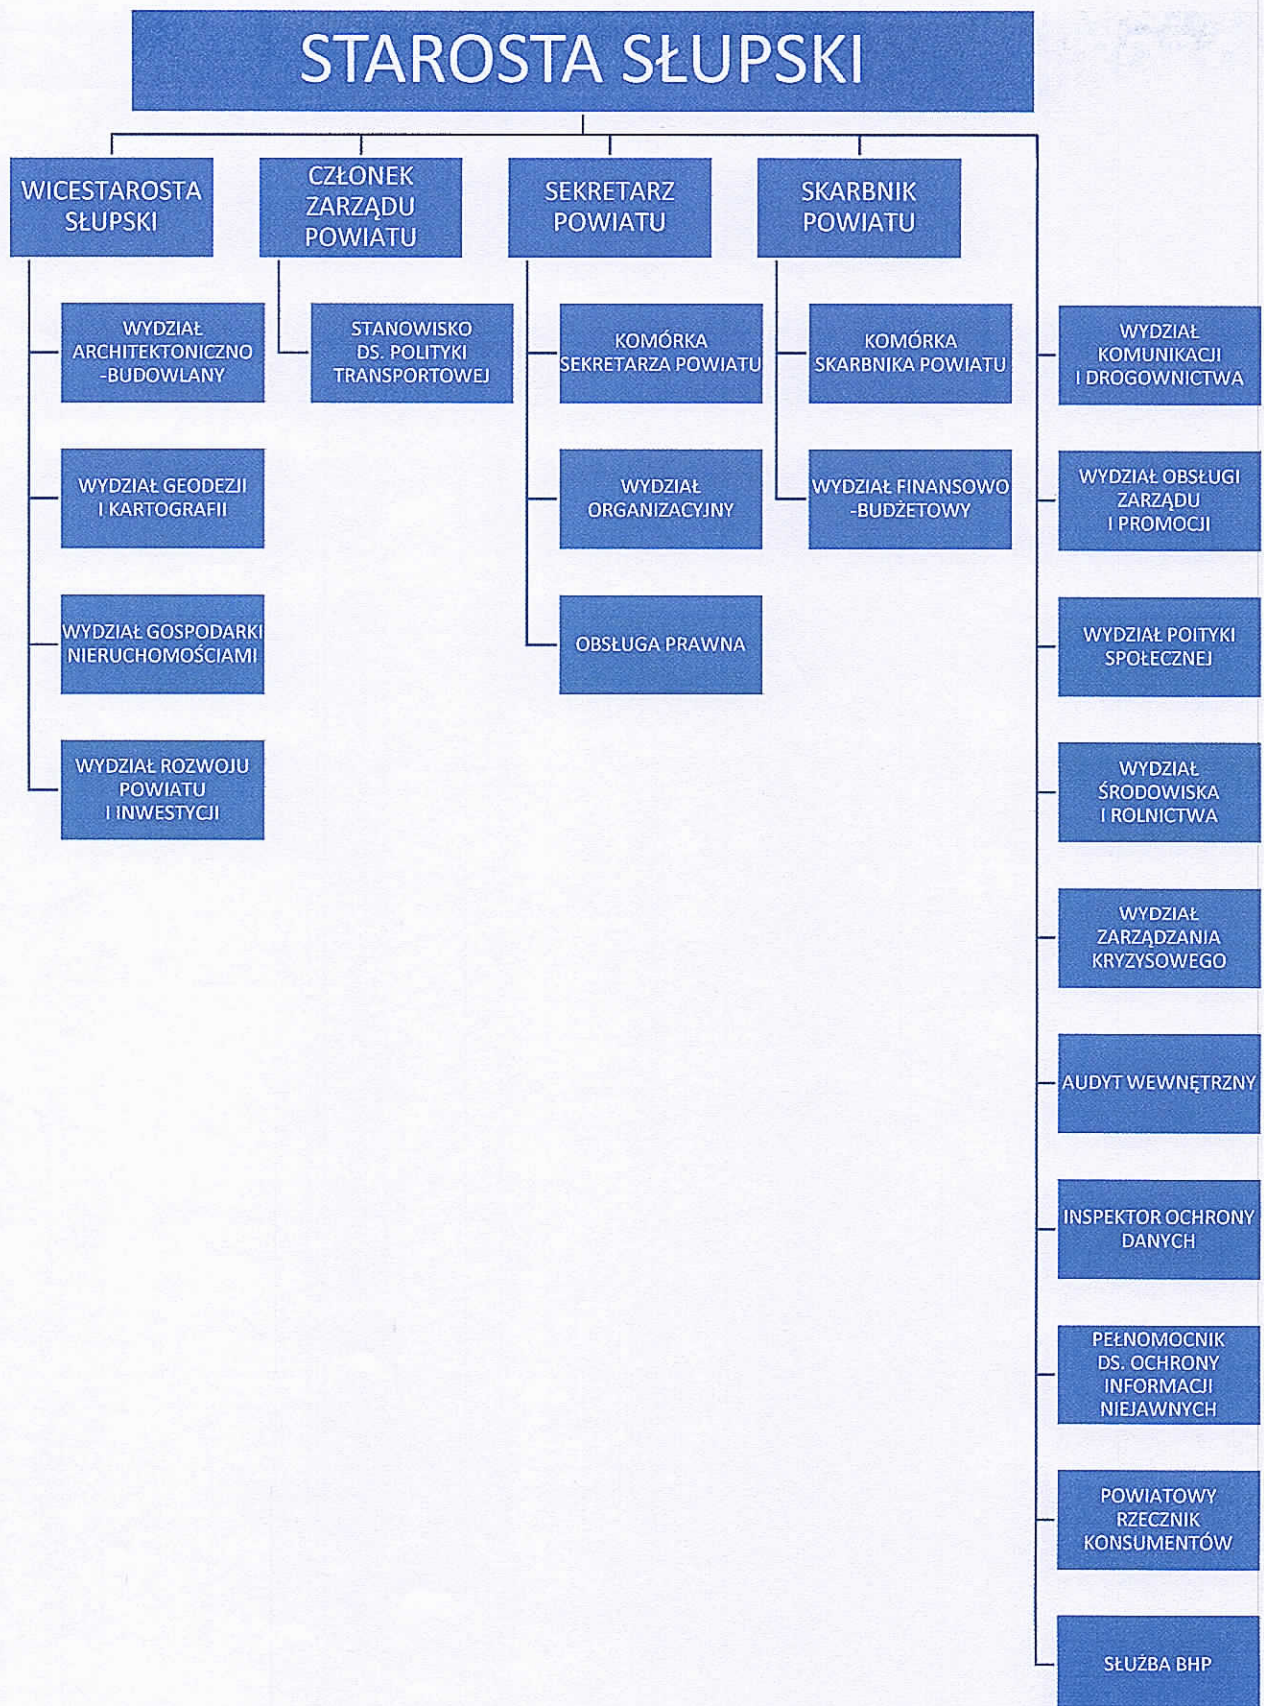 STAROSTA SŁUPSKI
WICESTAROSTA
SŁUPSKI
CZŁONEK
ZARZĄDU
POWIATU
SEKRETARZ
POWIATU
SKARBNIK
POWIATU
WYDZIAŁ
ARCHITEKTONICZNO
-BUDOWLANY
WYDZIAŁ GEODEZJI
I KARTOGRAFII
WYDZIAŁ GOSPODARKI
NIERUCHOMOŚCIAMI
WYDZIAŁ ROZWOJU
POWIATU
I INWESTYCJI
STANOWISKO
DS. POLITYKI
TRANSPORTOWEJ
KOMÓRKA
SEKRETARZA POWIATU
WYDZIAŁ
ORGANIZACYJNY
OBSŁUGA PRAWNA
KOMÓRKA
SKARBNIKA POWIATU
WYDZIAŁ FINANSOWO
-BUDŻETOWY
WYDZIAŁ
KOMUNIKACJI
I DROGOWNICTWA
WYDZIAŁ OBSŁUGI
ZARZĄDU
I PROMOCJI
WYDZIAŁ POITYKI
SPOŁECZNEJ
WYDZIAŁ
ŚRODOWISKA
I ROLNICTWA
WYDZIAŁ
ZARZĄDZANIA
KRYZYSOWEGO
AUDYT WEWNĘTRZNY
INSPEKTOR OCHRONY
DANYCH
PEŁNOMOCNIK
DS. OCHRONY
INFORMACJI
NIEJAWNYCH
POWIATOWY
RZECZNIK
KONSUMENTÓW
SŁUŻBA BHP